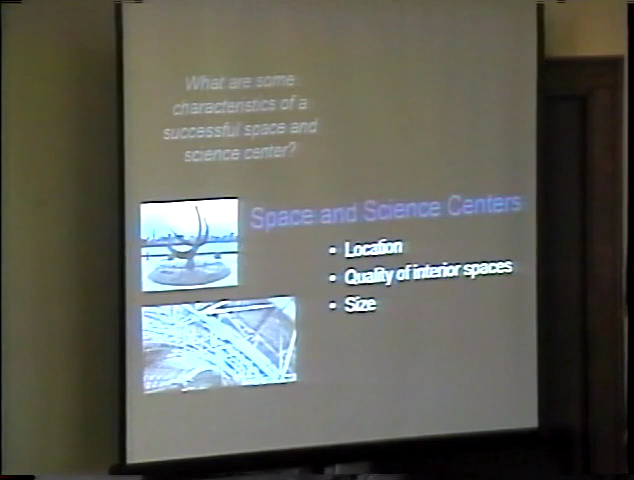 What are some
characteristics of a
successful space and
science center?
Space and Science Centers
• Location
• Quality of interior spaces
• Size